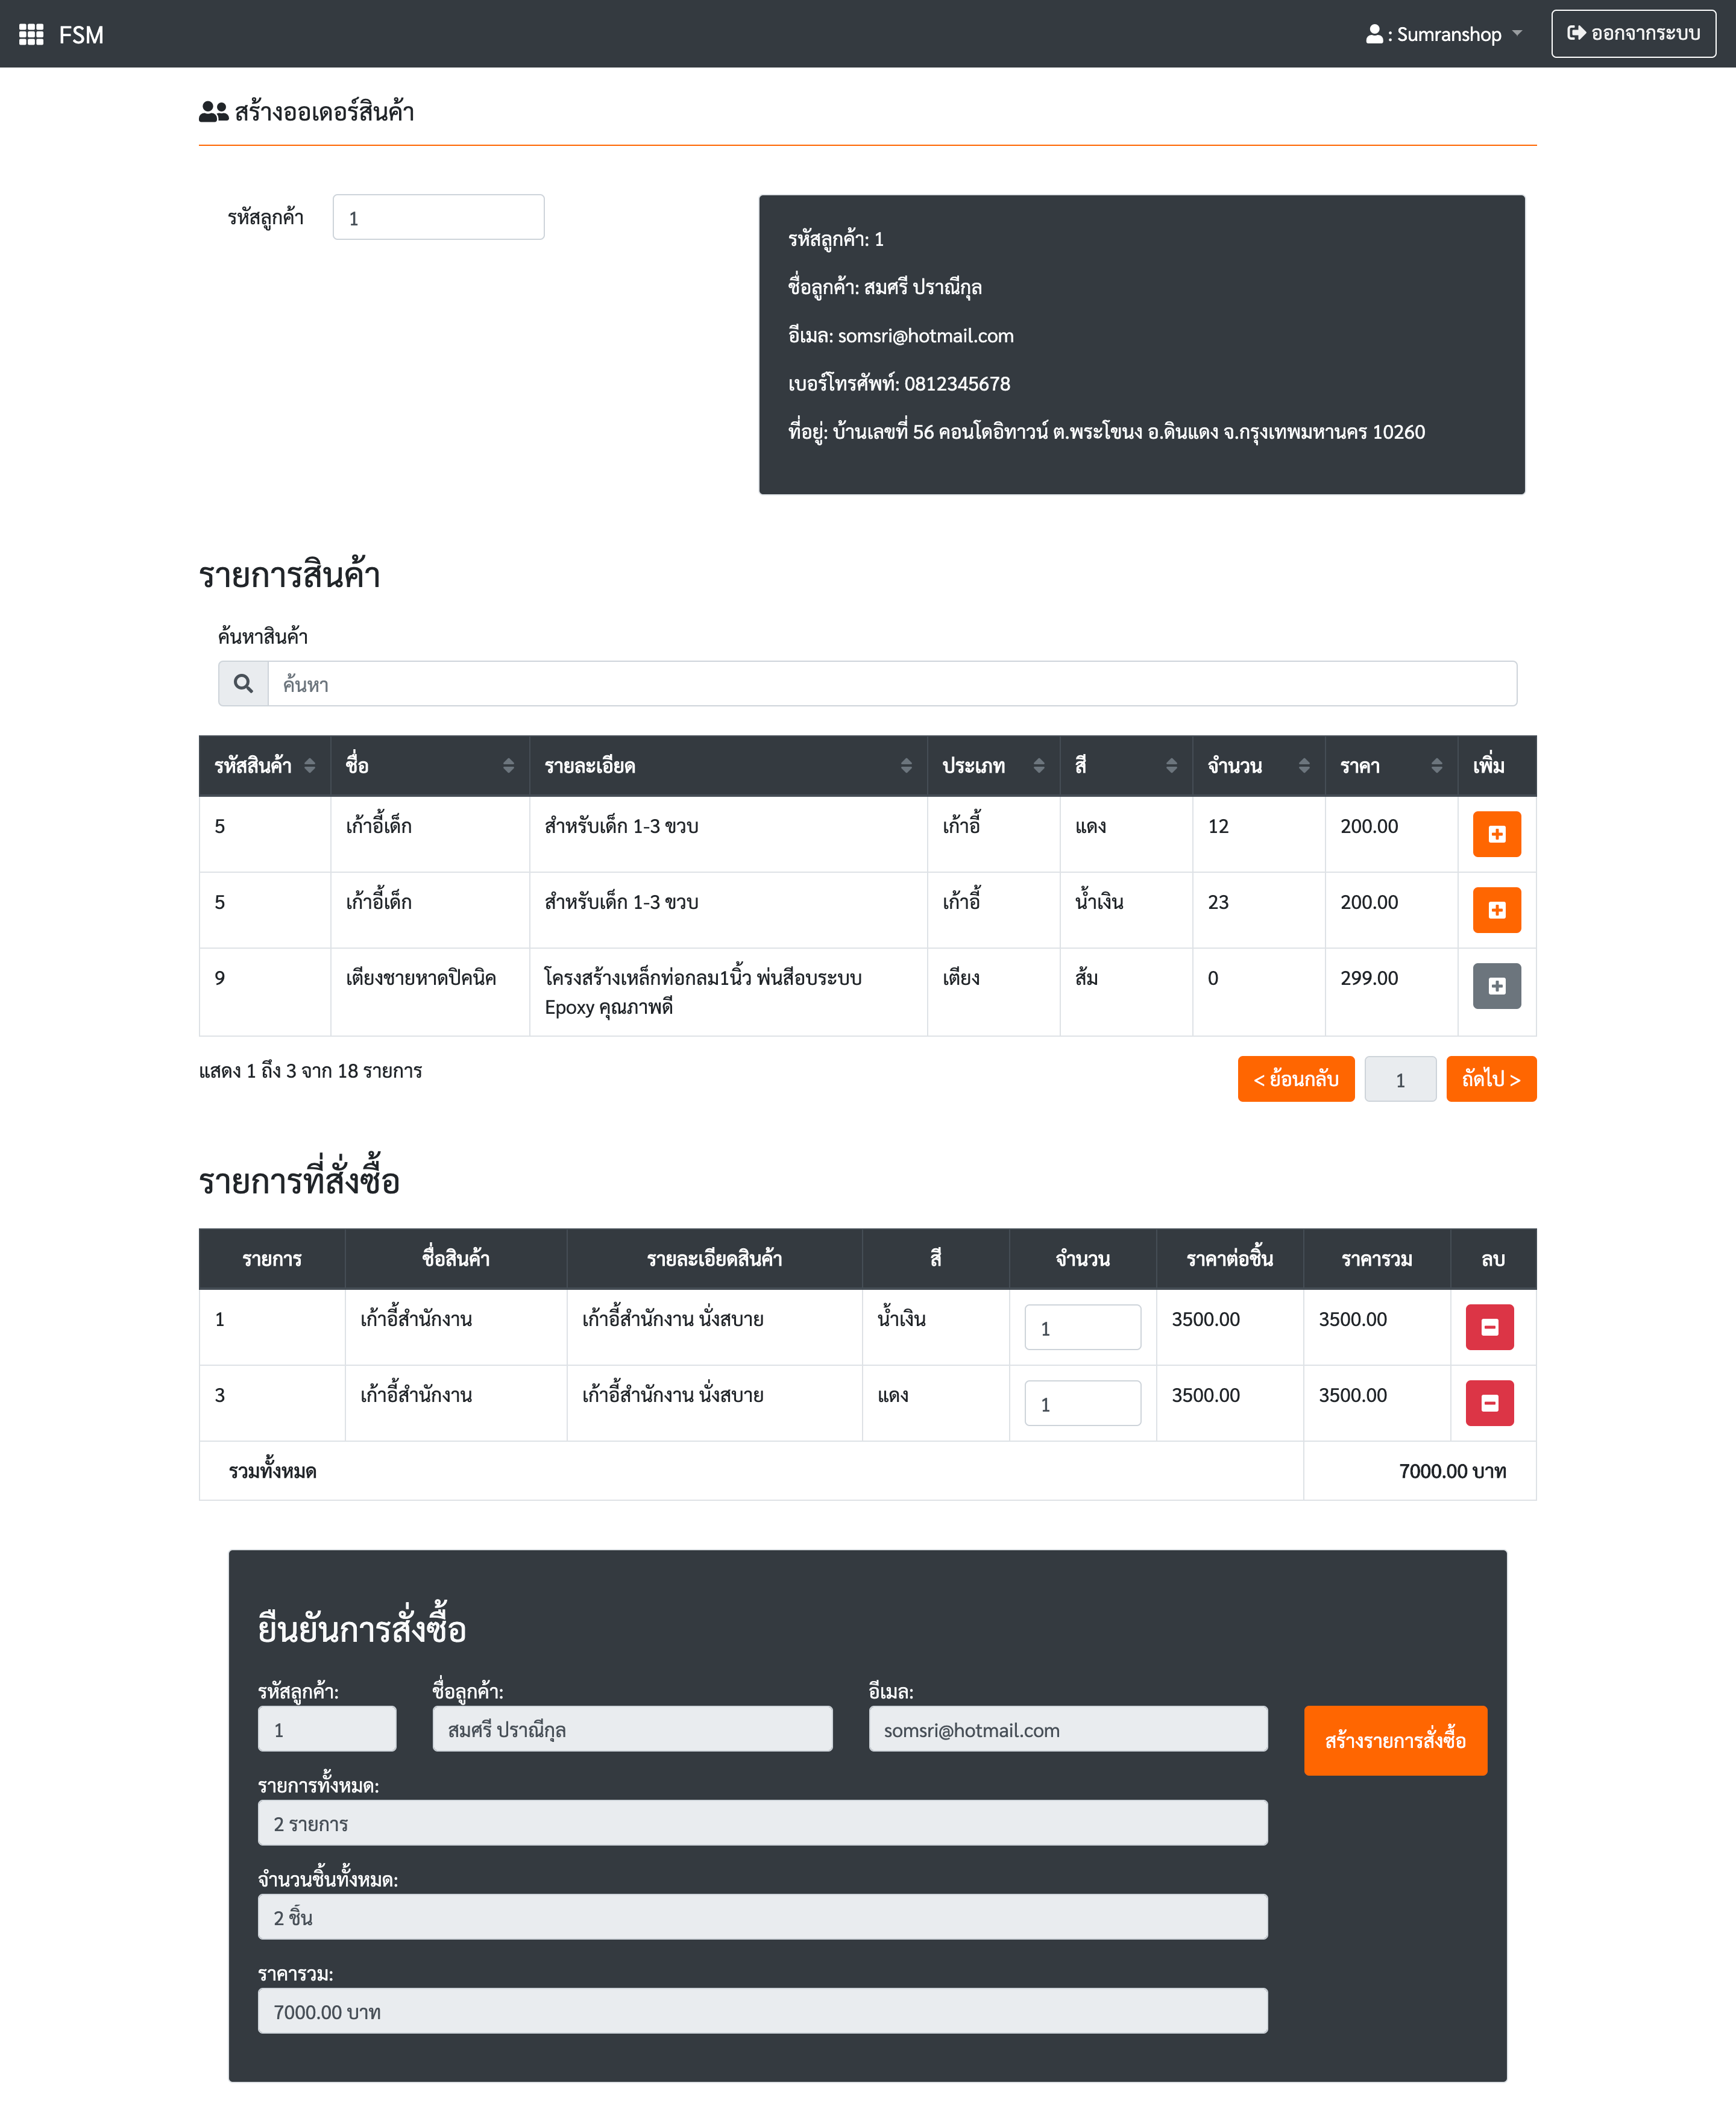 FSM
: Sumranshop
ออกจากระบบ
สร้างออเดอร์สินค้า
รหัสลูกค้า
1
รหัสลูกค้า: 1
ชื่อลูกค้า: สมศรี ปราณีกุล
อีเมล: somsri@hotmail.com
เบอร์โทรศัพท์: 0812345678
ที่อยู่: บ้านเลขที่ 56 คอนโดอิทาวน์ ต.พระโขนง อ.ดินแดง จ.กรุงเทพมหานคร 10260
รายการสินค้า
ค้นหาสินค้า
ค้นหา
รหัสสินค้า ชื่อ รายละเอียด ประเภท สี จำนวน ราคา เพิ่ม
5 เก้าอี้เด็ก สำหรับเด็ก 1-3 ขวบ เก้าอี้ แดง 12 200.00
5 เก้าอี้เด็ก สำหรับเด็ก 1-3 ขวบ เก้าอี้ น้ำเงิน 23 200.00
9 เตียงชายหาดปิคนิค โครงสร้างเหล็กท่อกลม1นิ้ว พ่นสีอบระบบ เตียง ส้ม 0 299.00
Epoxy คุณภาพดี
แสดง 1 ถึง 3 จาก 18 รายการ
< ย้อนกลับ 1 ถัดไป >
รายการที่สั่งซื้อ
รายการ ชื่อสินค้า รายละเอียดสินค้า สี จำนวน ราคาต่อชิ้น ราคารวม ลบ
1 เก้าอี้สำนักงาน เก้าอี้สำนักงาน นั่งสบาย น้ำเงิน 1 3500.00 3500.00
3 เก้าอี้สำนักงาน เก้าอี้สำนักงาน นั่งสบาย แดง 1 3500.00 3500.00
รวมทั้งหมด 7000.00 บาท
ยืนยันการสั่งซื้อ
รหัสลูกค้า: ชื่อลูกค้า: อีเมล:
1 สมศรี ปราณีกุล somsri@hotmail.com
สร้างรายการสั่งซื้อ
รายการทั้งหมด:
2 รายการ
จำนวนชิ้นทั้งหมด:
2 ชิ้น
ราคารวม:
7000.00 บาท